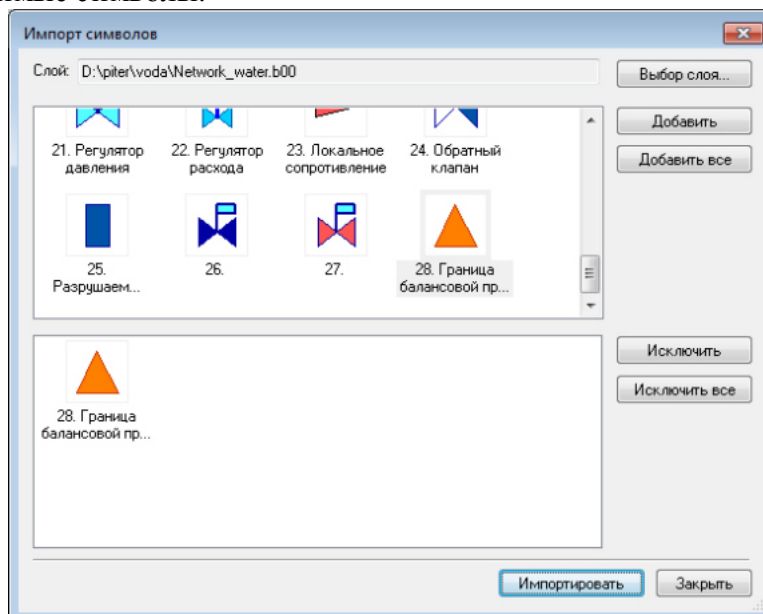 Импорт символов
Слой: D:\piter\voda\Network_water.b00
Выбор слоя...
Добавить
Добавить все
21. Регулятор давления
22. Регулятор расхода
23. Локальное сопротивление
24. Обратный клапан
25. Разрушаем...
26.
27.
28. Граница балансовой пр...
Исключить
Исключить все
28. Граница
балансовой пр...
Импортировать
Закрыть